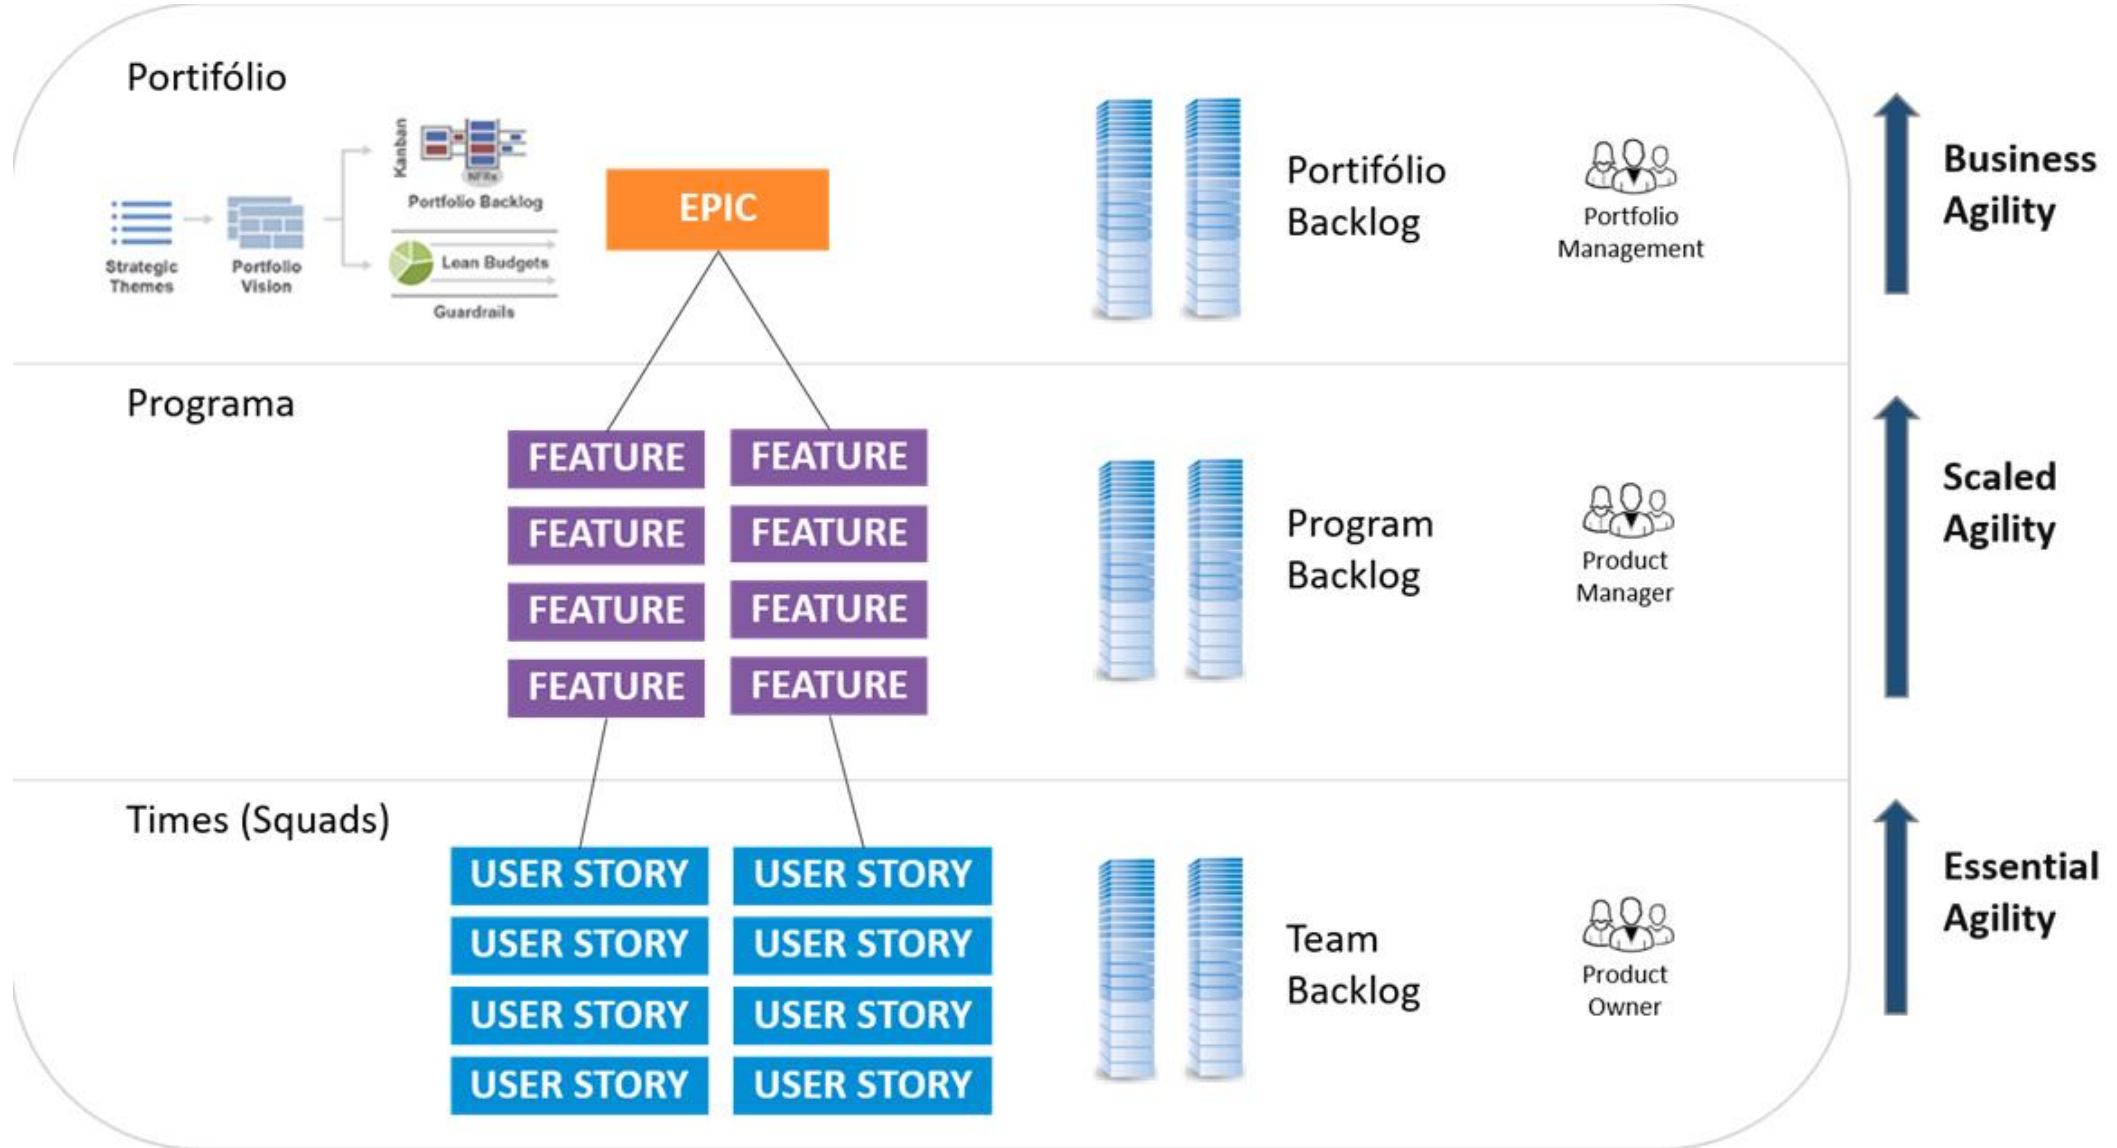 Portifólio
Kanban
NFRs
Portfolio Backlog
Strategic
Themes
Portfolio
Vision
Lean Budgets
Guardrails
EPIC
Portifólio
Backlog
Portfolio
Management
Business
Agility
Programa
FEATURE FEATURE
FEATURE FEATURE
FEATURE FEATURE
FEATURE FEATURE
Program
Backlog
Product
Manager
Scaled
Agility
Times (Squads)
USER STORY USER STORY
USER STORY USER STORY
USER STORY USER STORY
USER STORY USER STORY
Team
Backlog
Product
Owner
Essential
Agility